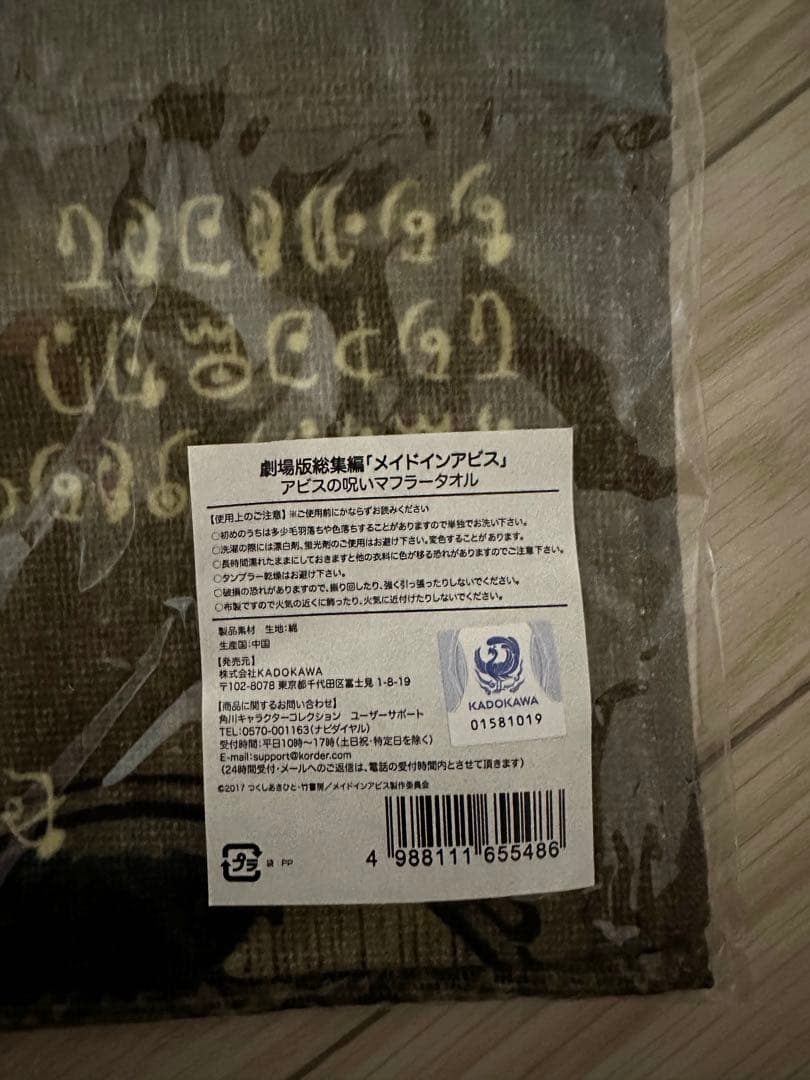 劇場版総集編「メイドインアビス」
アビスの呪いマフラータオル
【使用上のご注意】※ご使用前にかならずお読みください
○初めのうちは多少毛羽落ちや色落ちすることがありますので単独でお洗い下さい。
○洗濯の際には漂白剤、蛍光剤のご使用はお避け下さい。変色することがあります。
○長時間濡れたままにしておきますと他の衣料に色が移る恐れがありますのでご注意下さい。
○タンブラー乾燥はお避け下さい。
○破損の恐れがありますので、振り回したり、強く引っ張ったりしないでください。
○布製ですので火気の近くに飾ったり、火気に近付けたりしないでください。
製品素材 生地:綿
生産国:中国
【発売元】
株式会社KADOKAWA
〒102-8078 東京都千代田区富士見 1-8-19
【商品に関するお問い合わせ】
角川キャラクターコレクション ユーザーサポート
TEL:0570-001163(ナビダイヤル)
受付時間:平日10時〜17時(土日祝・特定日を除く)
E-mail:support@korder.com
(24時間受付・メールへのご返信は、電話の受付時間内とさせて頂きます)
©2017 つくしあきひと・竹書房/メイドインアビス製作委員会
KADOKAWA
01581019
プラ
袋:PP
4 988111 655486